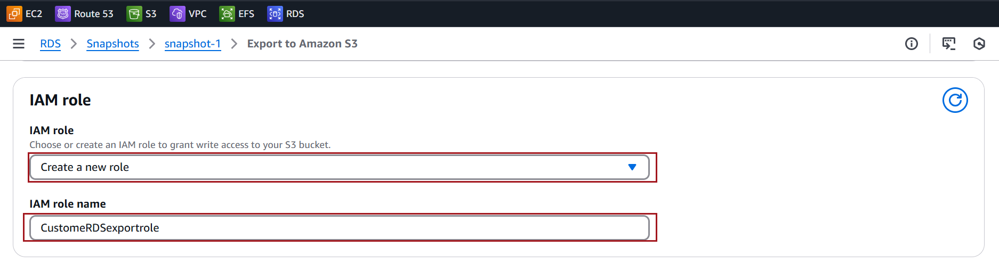 EC2 Route 53 S3 VPC EFS RDS
RDS Snapshots snapshot-1 Export to Amazon S3
IAM role
IAM role
Choose or create an IAM role to grant write access to your S3 bucket.
Create a new role
IAM role name
CustomeRDSexportrole